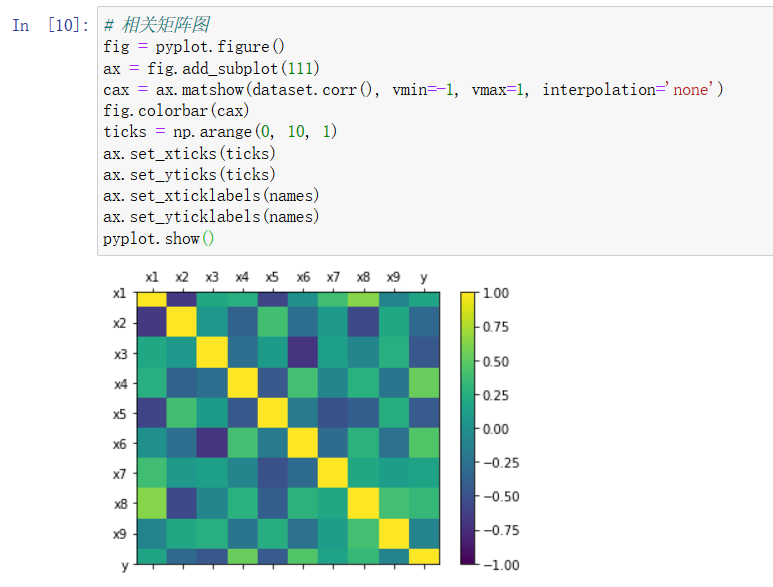 In [10]:
# 相关矩阵图
fig = pyplot.figure()
ax = fig.add_subplot(111)
cax = ax.matshow(dataset.corr(), vmin=-1, vmax=1, interpolation='none')
fig.colorbar(cax)
ticks = np.arange(0, 10, 1)
ax.set_xticks(ticks)
ax.set_yticks(ticks)
ax.set_xticklabels(names)
ax.set_yticklabels(names)
pyplot.show()
x1 x2 x3 x4 x5 x6 x7 x8 x9 y
x1
x2
x3
x4
x5
x6
x7
x8
x9
y
1.00
0.75
0.50
0.25
0.00
−0.25
−0.50
−0.75
−1.00